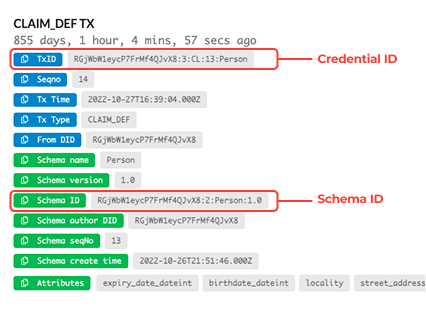 CLAIM_DEF TX
855 days, 1 hour, 4 mins, 57 secs ago
TxID RGjWbW1eycP7FrMf4QJvX8:3:CL:13:Person Credential ID
Seqno 14
Tx Time 2022-10-27T16:39:04.000Z
Tx Type CLAIM_DEF
From DID RGjWbW1eycP7FrMf4QJvX8
Schema name Person
Schema version 1.0
Schema ID RGjWbW1eycP7FrMf4QJvX8:2:Person:1.0 Schema ID
Schema author DID RGjWbW1eycP7FrMf4QJvX8
Schema seqNo 13
Schema create time 2022-10-26T21:51:46.000Z
Attributes expiry_date_dateint birthdate_dateint locality street_address